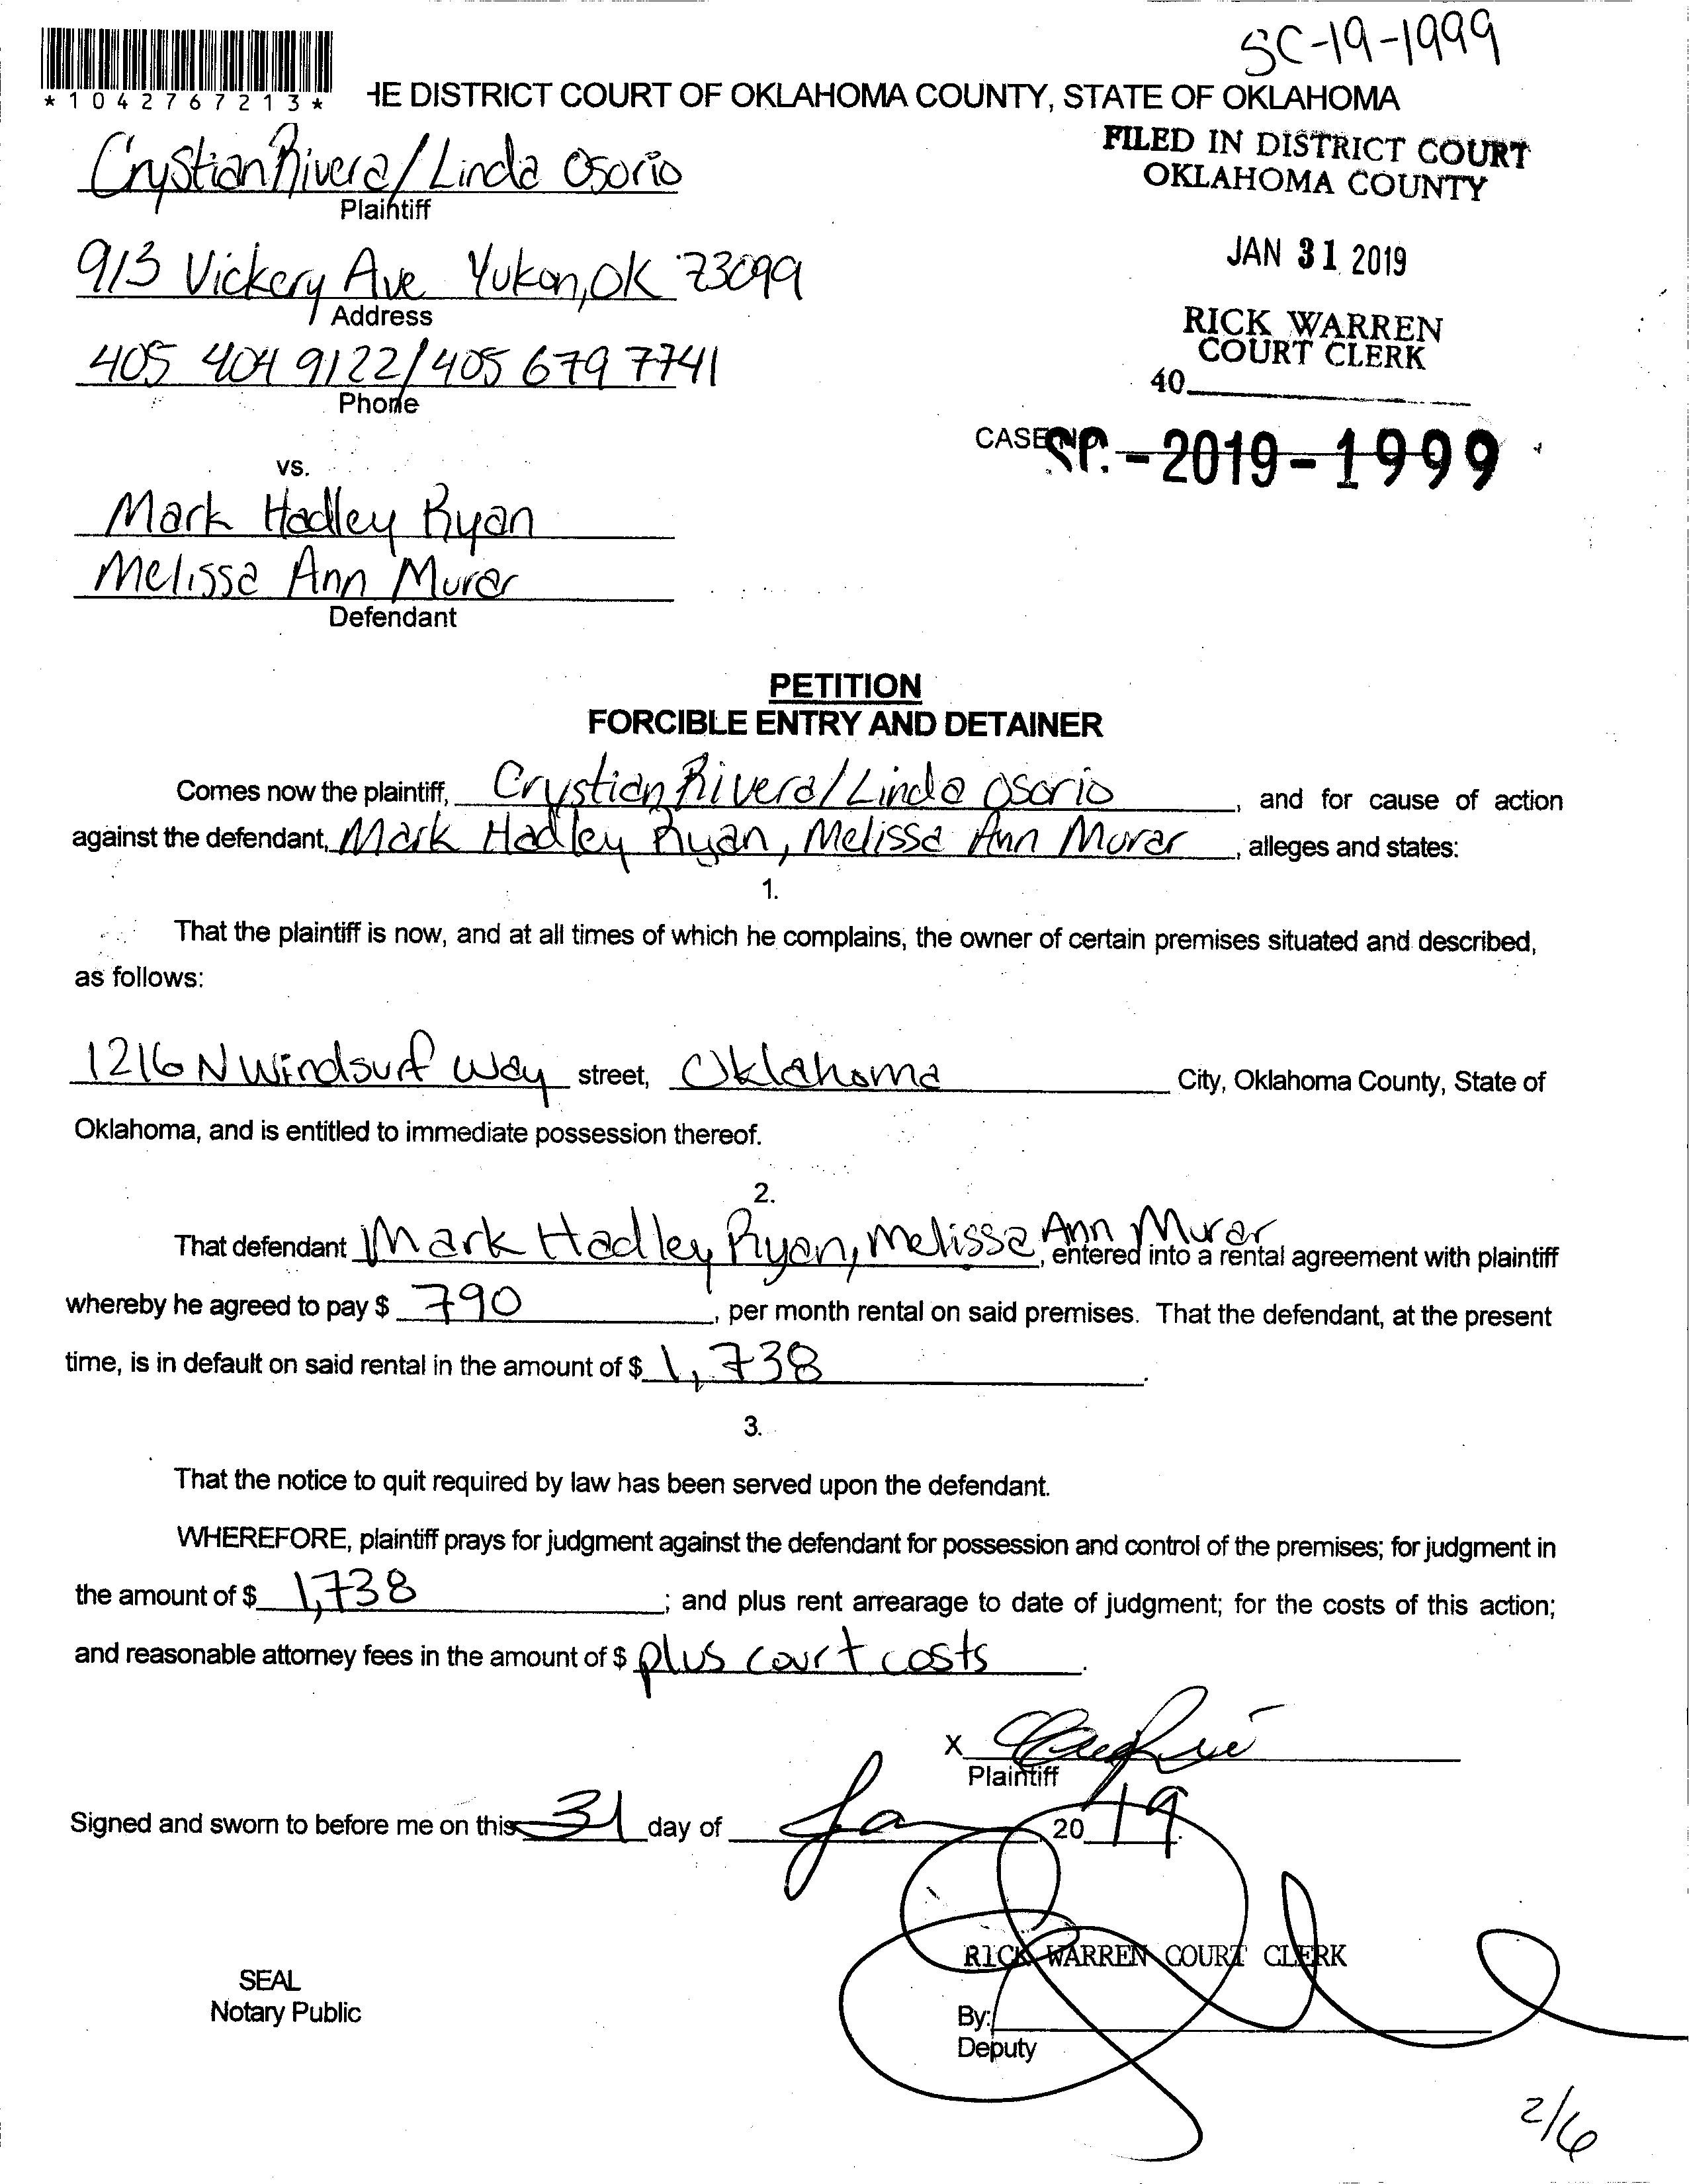 SC-19-1999
*1042767213*
HE DISTRICT COURT OF OKLAHOMA COUNTY, STATE OF OKLAHOMA
Crystian Rivera/Linda Osorio
Plaintiff
FILED IN DISTRICT COURT
OKLAHOMA COUNTY
913 Vickery Ave Yukon, OK 73099
Address
JAN 31 2019
405 404 9122/405 679 7741
Phone
RICK WARREN
COURT CLERK
40
CASE NO. SC - 2019 - 1999
vs.
Mark Hadley Ryan
Melissa Ann Murar
Defendant
PETITION
FORCIBLE ENTRY AND DETAINER
Comes now the plaintiff, Crystian Rivera/Linda Osorio, and for cause of action
against the defendant, Mark Hadley Ryan, Melissa Ann Murar, alleges and states:
1.
That the plaintiff is now, and at all times of which he complains, the owner of certain premises situated and described,
as follows:
1216 N Windsurf Way street, Oklahoma City, Oklahoma County, State of
Oklahoma, and is entitled to immediate possession thereof.
2.
That defendant Mark Hadley Ryan, Melissa Ann Murar, entered into a rental agreement with plaintiff
whereby he agreed to pay $ 790, per month rental on said premises. That the defendant, at the present
time, is in default on said rental in the amount of $ 1,738.
3.
That the notice to quit required by law has been served upon the defendant.
WHEREFORE, plaintiff prays for judgment against the defendant for possession and control of the premises; for judgment in
the amount of $ 1,738; and plus rent arrearage to date of judgment; for the costs of this action;
and reasonable attorney fees in the amount of $ plus court costs.
X
Plaintiff
Signed and sworn to before me on this 31 day of Jan, 2019.
RICK WARREN COURT CLERK
SEAL
Notary Public
By:
Deputy
2/6